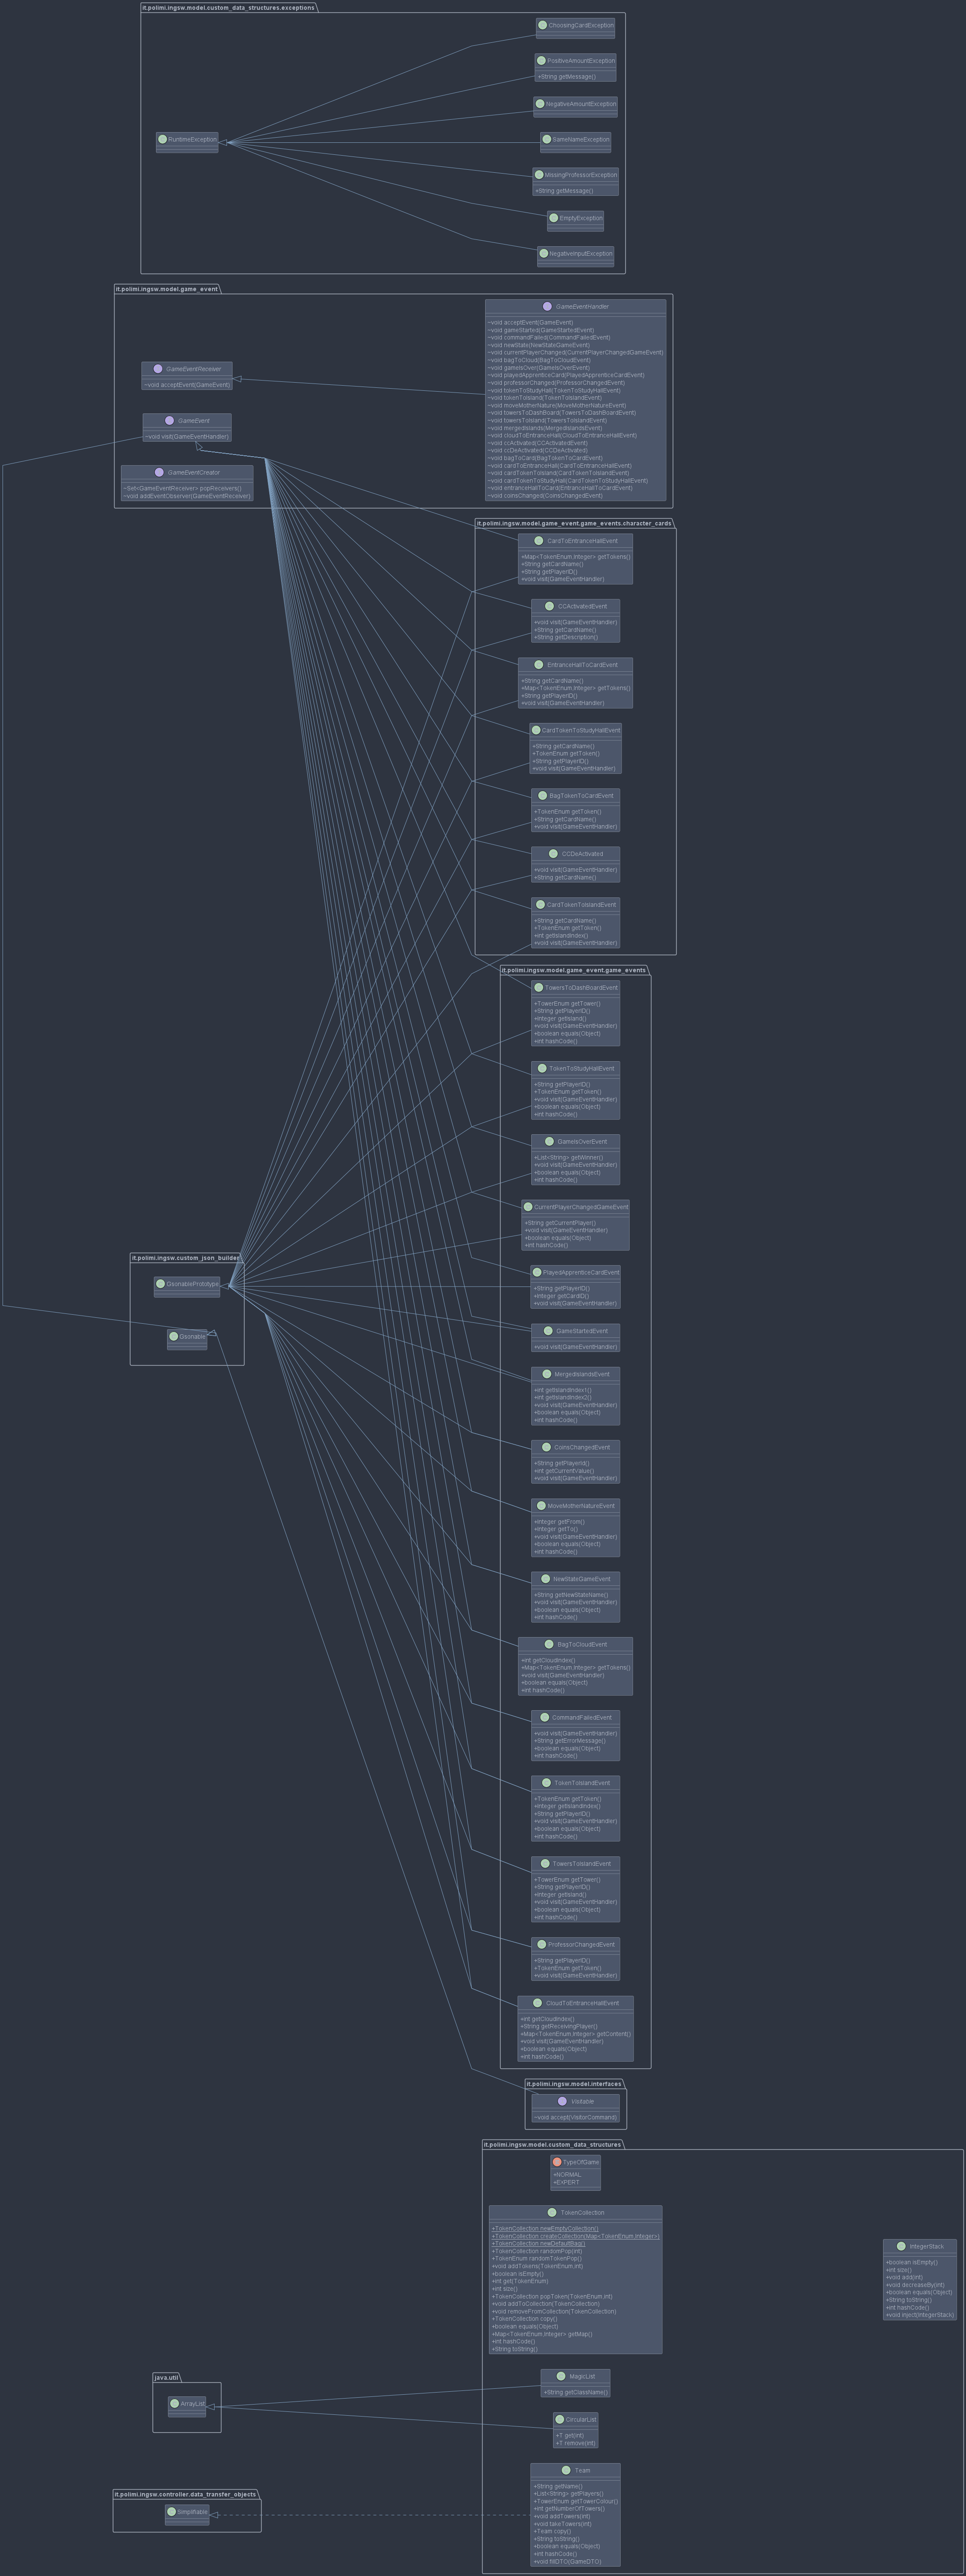 it.polimi.ingsw.model.custom_data_structures.exceptions
ChoosingCardException
PositiveAmountException
+String getMessage()
NegativeAmountException
RuntimeException
SameNameException
MissingProfessorException
+String getMessage()
EmptyException
NegativeInputException
it.polimi.ingsw.model.game_event
GameEventHandler
~void acceptEvent(GameEvent)
~void gameStarted(GameStartedEvent)
~void commandFailed(CommandFailedEvent)
~void newState(NewStateGameEvent)
~void currentPlayerChanged(CurrentPlayerChangedGameEvent)
~void bagToCloud(BagToCloudEvent)
~void gameIsOver(GameIsOverEvent)
~void playedApprenticeCard(PlayedApprenticeCardEvent)
~void professorChanged(ProfessorChangedEvent)
~void tokenToStudyHall(TokenToStudyHallEvent)
~void tokenToIsland(TokenToIslandEvent)
~void moveMotherNature(MoveMotherNatureEvent)
~void towersToDashBoard(TowersToDashBoardEvent)
~void towersToIsland(TowersToIslandEvent)
~void mergedIslands(MergedIslandsEvent)
~void cloudToEntranceHall(CloudToEntranceHallEvent)
~void ccActivated(CCActivatedEvent)
~void ccDeActivated(CCDeActivated)
~void bagToCard(BagTokenToCardEvent)
~void cardToEntranceHall(CardToEntranceHallEvent)
~void cardTokenToIsland(CardTokenToIslandEvent)
~void cardTokenToStudyHall(CardTokenToStudyHallEvent)
~void entranceHallToCard(EntranceHallToCardEvent)
~void coinsChanged(CoinsChangedEvent)
GameEventReceiver
~void acceptEvent(GameEvent)
GameEvent
~void visit(GameEventHandler)
GameEventCreator
~Set<GameEventReceiver> popReceivers()
~void addEventObserver(GameEventReceiver)
it.polimi.ingsw.model.game_event.game_events.character_cards
CardToEntranceHallEvent
+Map<TokenEnum,Integer> getTokens()
+String getCardName()
+String getPlayerID()
+void visit(GameEventHandler)
CCActivatedEvent
+void visit(GameEventHandler)
+String getCardName()
+String getDescription()
EntranceHallToCardEvent
+String getCardName()
+Map<TokenEnum,Integer> getTokens()
+String getPlayerID()
+void visit(GameEventHandler)
CardTokenToStudyHallEvent
+String getCardName()
+TokenEnum getToken()
+String getPlayerID()
+void visit(GameEventHandler)
BagTokenToCardEvent
+TokenEnum getToken()
+String getCardName()
+void visit(GameEventHandler)
CCDeActivated
+void visit(GameEventHandler)
+String getCardName()
CardTokenToIslandEvent
+String getCardName()
+TokenEnum getToken()
+int getIslandIndex()
+void visit(GameEventHandler)
it.polimi.ingsw.model.game_event.game_events
TowersToDashBoardEvent
+TowerEnum getTower()
+String getPlayerID()
+Integer getIsland()
+void visit(GameEventHandler)
+boolean equals(Object)
+int hashCode()
TokenToStudyHallEvent
+String getPlayerID()
+TokenEnum getToken()
+void visit(GameEventHandler)
+boolean equals(Object)
+int hashCode()
GameIsOverEvent
+List<String> getWinner()
+void visit(GameEventHandler)
+boolean equals(Object)
+int hashCode()
CurrentPlayerChangedGameEvent
+String getCurrentPlayer()
+void visit(GameEventHandler)
+boolean equals(Object)
+int hashCode()
it.polimi.ingsw.custom_json_builder
GsonablePrototype
Gsonable
PlayedApprenticeCardEvent
+String getPlayerID()
+Integer getCardID()
+void visit(GameEventHandler)
GameStartedEvent
+void visit(GameEventHandler)
MergedIslandsEvent
+int getIslandIndex1()
+int getIslandIndex2()
+void visit(GameEventHandler)
+boolean equals(Object)
+int hashCode()
CoinsChangedEvent
+String getPlayerId()
+int getCurrentValue()
+void visit(GameEventHandler)
MoveMotherNatureEvent
+Integer getFrom()
+Integer getTo()
+void visit(GameEventHandler)
+boolean equals(Object)
+int hashCode()
NewStateGameEvent
+String getNewStateName()
+void visit(GameEventHandler)
+boolean equals(Object)
+int hashCode()
BagToCloudEvent
+int getCloudIndex()
+Map<TokenEnum,Integer> getTokens()
+void visit(GameEventHandler)
+boolean equals(Object)
+int hashCode()
CommandFailedEvent
+void visit(GameEventHandler)
+String getErrorMessage()
+boolean equals(Object)
+int hashCode()
TokenToIslandEvent
+TokenEnum getToken()
+Integer getIslandIndex()
+String getPlayerID()
+void visit(GameEventHandler)
+boolean equals(Object)
+int hashCode()
TowersToIslandEvent
+TowerEnum getTower()
+String getPlayerID()
+Integer getIsland()
+void visit(GameEventHandler)
+boolean equals(Object)
+int hashCode()
ProfessorChangedEvent
+String getPlayerID()
+TokenEnum getToken()
+void visit(GameEventHandler)
CloudToEntranceHallEvent
+int getCloudIndex()
+String getReceivingPlayer()
+Map<TokenEnum,Integer> getContent()
+void visit(GameEventHandler)
+boolean equals(Object)
+int hashCode()
it.polimi.ingsw.model.interfaces
Visitable
~void accept(VisitorCommand)
it.polimi.ingsw.model.custom_data_structures
TypeOfGame
+NORMAL
+EXPERT
TokenCollection
+TokenCollection newEmptyCollection()
+TokenCollection createCollection(Map<TokenEnum,Integer>)
+TokenCollection newDefautBag()
+TokenCollection randomPop(int)
+TokenEnum randomTokenPop()
+void addTokens(TokenEnum,int)
+boolean isEmpty()
+int get(TokenEnum)
+int size()
+TokenCollection popToken(TokenEnum,int)
+void addToCollection(TokenCollection)
+void removeFromCollection(TokenCollection)
+TokenCollection copy()
+boolean equals(Object)
+Map<TokenEnum,Integer> getMap()
+int hashCode()
+String toString()
IntegerStack
+boolean isEmpty()
+int size()
+void add(int)
+void decreaseBy(int)
+boolean equals(Object)
+String toString()
+int hashCode()
+void inject(IntegerStack)
java.util
ArrayList
MagicList
+String getClassName()
CircularList
+T get(int)
+T remove(int)
Team
+String getName()
+List<String> getPlayers()
+TowerEnum getTowerColour()
+int getNumberOfTowers()
+void addTowers(int)
+void takeTowers(int)
+Team copy()
+String toString()
+boolean equals(Object)
+int hashCode()
+void fillDTO(GameDTO)
it.polimi.ingsw.controller.data_transfer_objects
Simplifiable